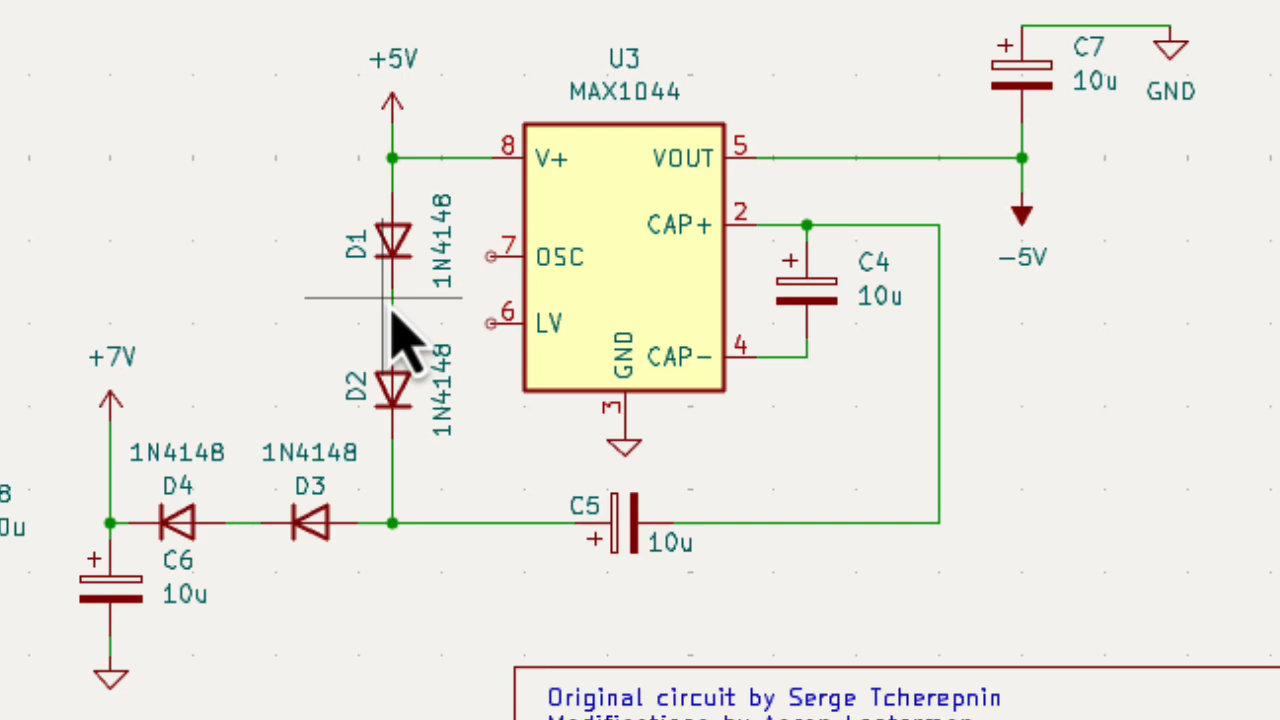 +5V
U3
MAX1044
C7
10u
GND
+
8
V+
VOUT
5
D1
1N4148
7
OSC
CAP+
2
-5V
+
C4
10u
6
LV
GND
CAP-
4
3
+7V
D2
1N4148
1N4148
D4
1N4148
D3
C5
+
10u
+
C6
10u
8
0u
Original circuit by Serge Tcherepnin